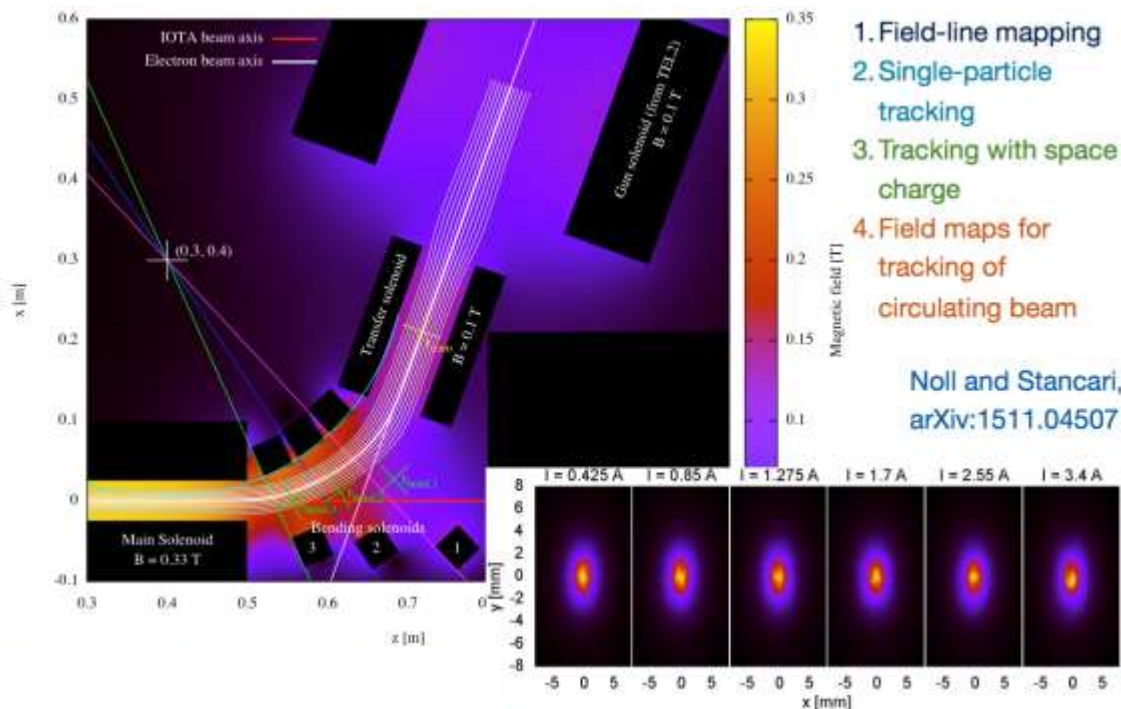 0.6
0.5
0.4
0.3
0.2
0.1
0
-0.1
x [m]
0.3
0.4
0.5
0.6
0.7
z [m]
IOTA beam axis
Electron beam axis
(0.3, 0.4)
Gun solenoid (from TEL2)
B = 0.1 T
Transfer solenoid
B = 0.1 T
Main Solenoid
B = 0.33 T
Bending solenoids
3
2
1
0.35
0.3
0.25
0.2
0.15
0.1
Magnetic field [T]
1. Field-line mapping
2. Single-particle
tracking
3. Tracking with space
charge
4. Field maps for
tracking of
circulating beam
Noll and Stancari,
arXiv:1511.04507
I = 0.425 A
I = 0.85 A
I = 1.275 A
I = 1.7 A
I = 2.55 A
I = 3.4 A
8
6
4
2
0
-2
-4
-6
-8
y [mm]
-5 0 5 -5 0 5 -5 0 5 -5 0 5 -5 0 5 -5 0 5
x [mm]